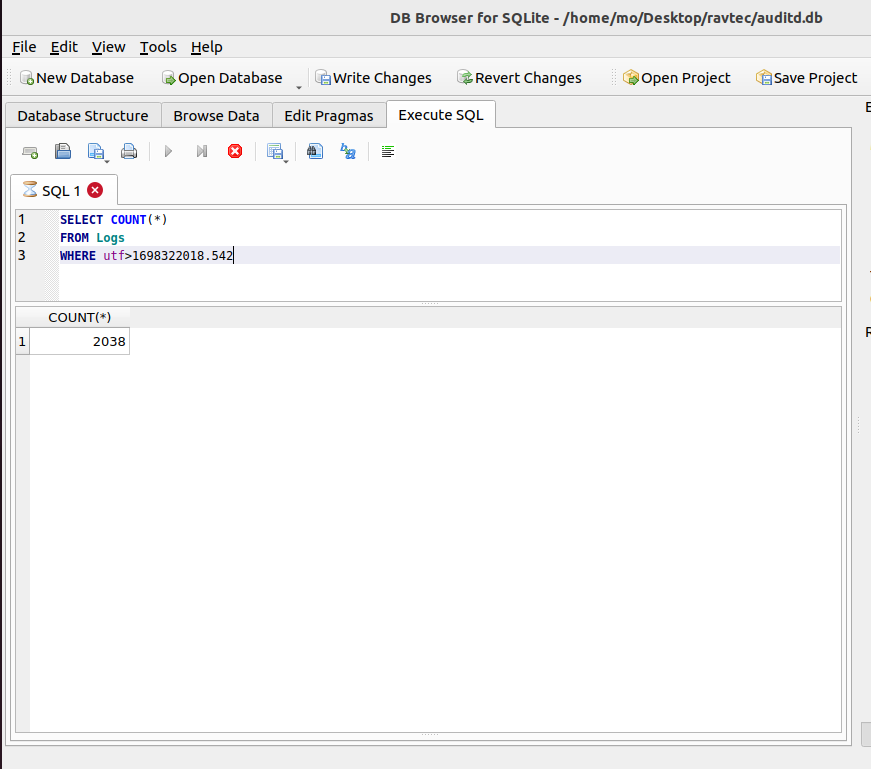 DB Browser for SQLite - /home/mo/Desktop/ravtec/auditd.db
File Edit View Tools Help
New Database Open Database Write Changes Revert Changes Open Project Save Project
Database Structure Browse Data Edit Pragmas Execute SQL
SQL 1
1 SELECT COUNT(*)
2 FROM Logs
3 WHERE utf>1698322018.542
COUNT(*)
1 2038